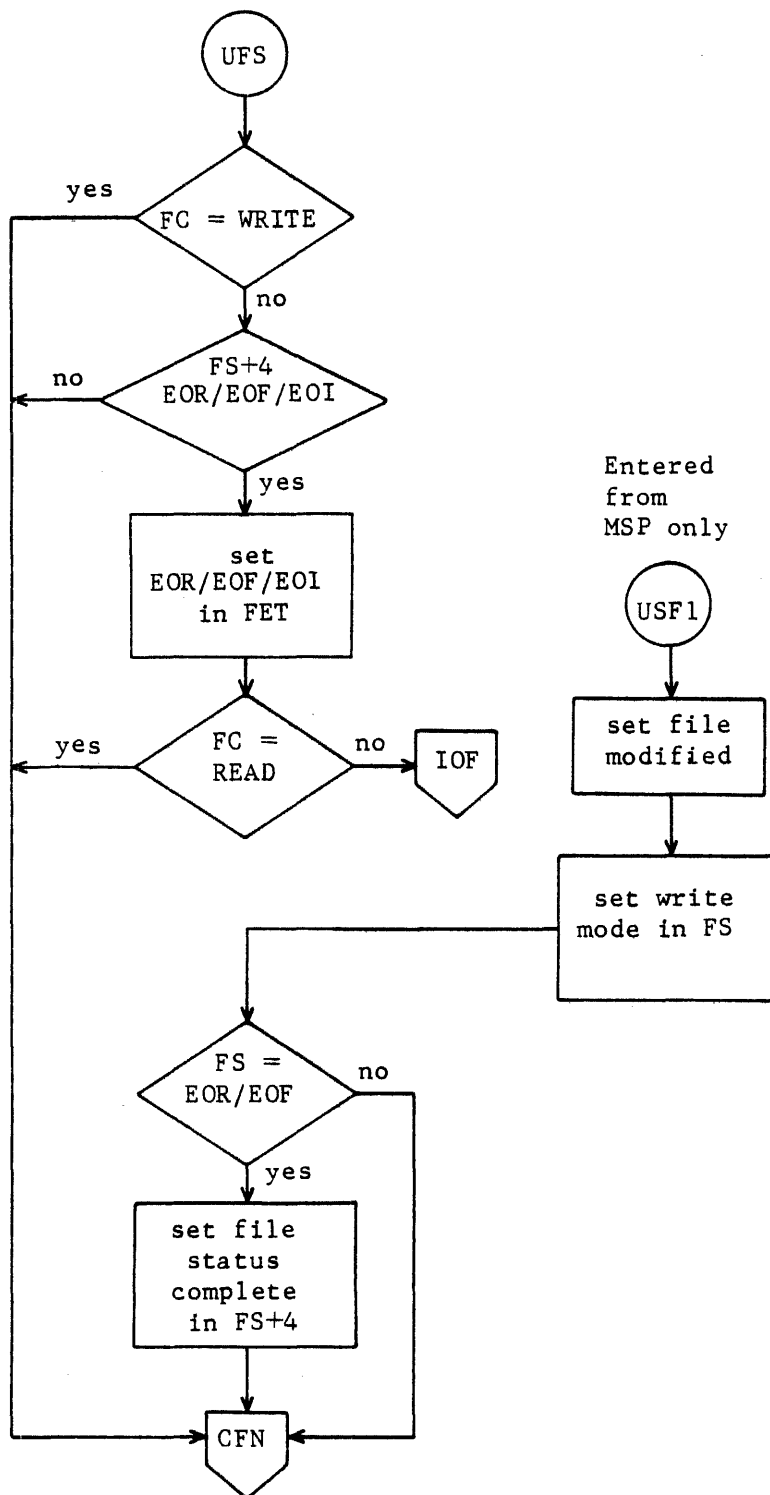 UFS
yes
FC = WRITE
no
FS+4
no
EOR/EOF/EOI
yes
set
EOR/EOF/EOI
in FET
yes
FC =
READ
no
IOF
Entered
from
MSP only
USF1
set file
modified
set write
mode in FS
FS =
EOR/EOF
no
yes
set file
status
complete
in FS+4
CFN